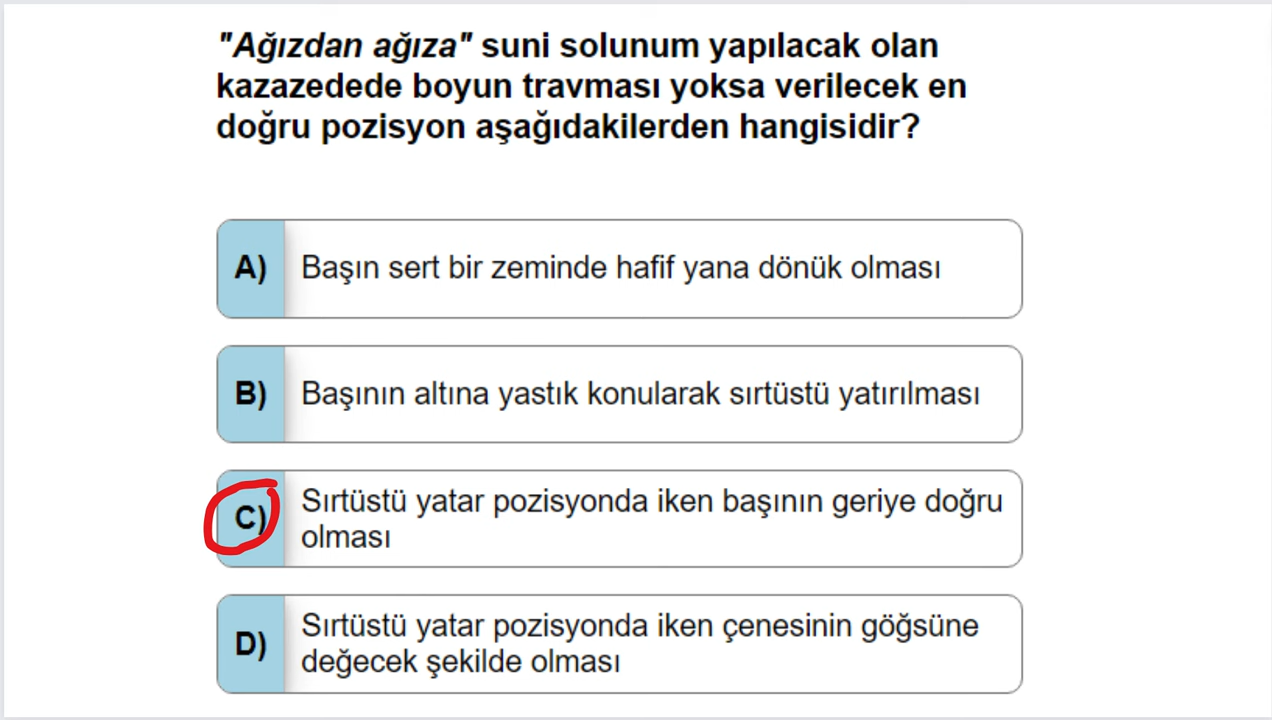 "Ağızdan ağıza" suni solunum yapılacak olan
kazazedede boyun travması yoksa verilecek en
doğru pozisyon aşağıdakilerden hangisidir?
A) Başın sert bir zeminde hafif yana dönük olması
B) Başının altına yastık konularak sırtüstü yatırılması
C) Sırtüstü yatar pozisyonda iken başının geriye doğru
olması
D) Sırtüstü yatar pozisyonda iken çenesinin göğsüne
değecek şekilde olması